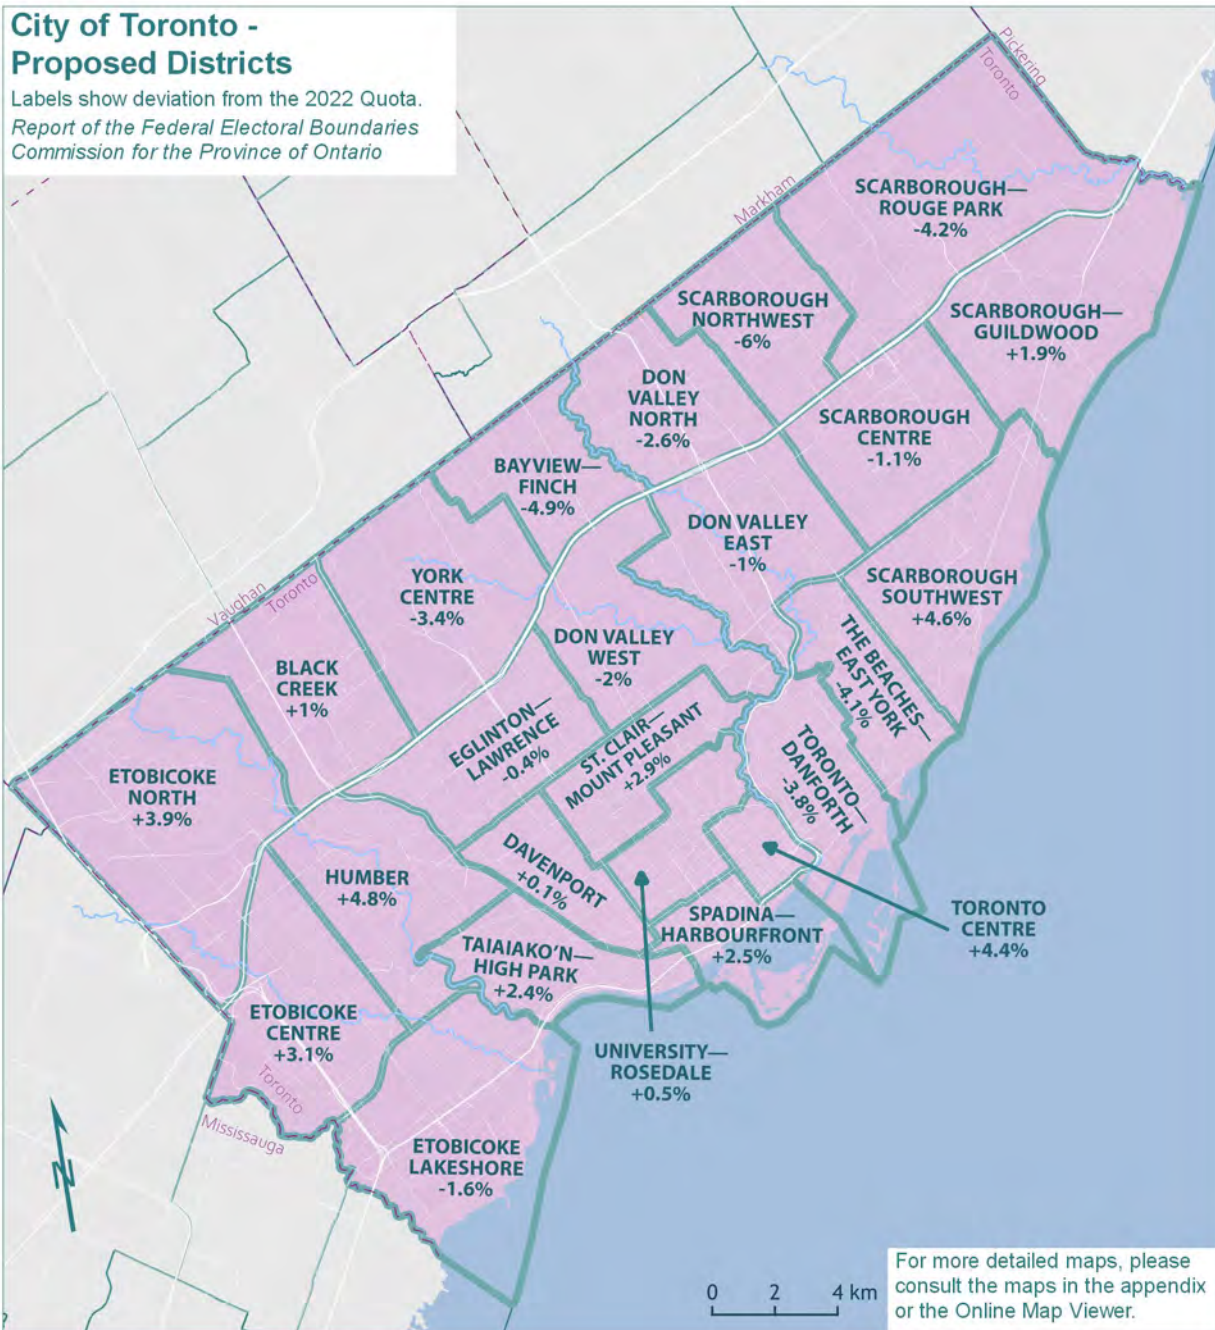 City of Toronto -
Proposed Districts
Labels show deviation from the 2022 Quota.
Report of the Federal Electoral Boundaries
Commission for the Province of Ontario
Pickering
Toronto
Markham
SCARBOROUGH—
ROUGE PARK
-4.2%
SCARBOROUGH
NORTHWEST
-6%
SCARBOROUGH—
GUILDWOOD
+1.9%
DON
VALLEY
NORTH
-2.6%
SCARBOROUGH
CENTRE
-1.1%
BAYVIEW—
FINCH
-4.9%
DON VALLEY
EAST
-1%
Vaughan
Toronto
YORK
CENTRE
-3.4%
SCARBOROUGH
SOUTHWEST
+4.6%
BLACK
CREEK
+1%
DON VALLEY
WEST
-2%
THE BEACHES—
EAST YORK
-4.1%
EGLINTON—
LAWRENCE
-0.4%
ST. CLAIR—
MOUNT PLEASANT
+2.9%
TORONTO—
DANFORTH
-3.8%
ETOBICOKE
NORTH
+3.9%
HUMBER
+4.8%
DAVENPORT
+0.1%
SPADINA—
HARBOURFRONT
+2.5%
TORONTO
CENTRE
+4.4%
TAIAIAKO'N—
HIGH PARK
+2.4%
ETOBICOKE
CENTRE
+3.1%
UNIVERSITY—
ROSEDALE
+0.5%
Toronto
Mississauga
ETOBICOKE
LAKESHORE
-1.6%
N
0 2 4 km
For more detailed maps, please
consult the maps in the appendix
or the Online Map Viewer.